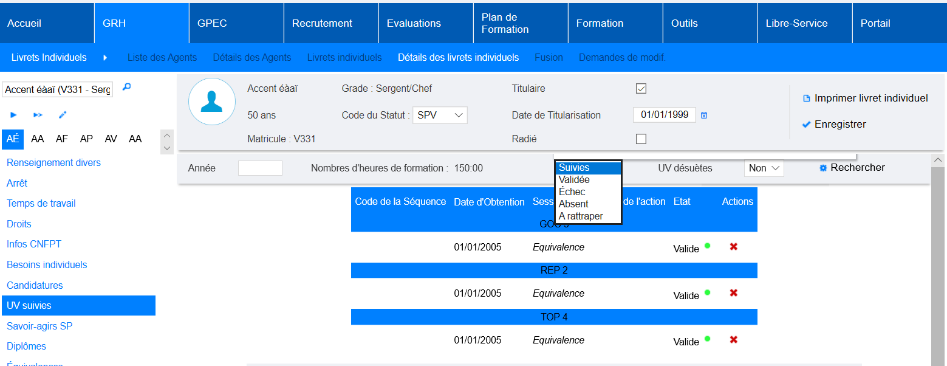 Accueil GRH GPEC Recrutement Evaluations Plan de Formation Formation Outils Libre-Service Portail
Livrets Individuels Liste des Agents Détails des Agents Livrets individuels Détails des livrets individuels Fusion Demandes de modif.
Accent éàaï (V331 - Serg
AÉ AA AF AP AV AA
Renseignement divers
Arrêt
Temps de travail
Droits
Infos CNFPT
Besoins individuels
Candidatures
UV suivies
Savoir-agirs SP
Diplômes
Accent éèaï Grade : Sergent/Chef Titulaire
50 ans Code du Statut : SPV Date de Titularisation 01/01/1999
Matricule : V331 Radié
Imprimer livret individuel
Enregistrer
Année Nombres d'heures de formation : 150:00 UV désuètes Non Rechercher
Suivies
Validée
Échec
Absent
A rattraper
Code de la Séquence Date d'Obtention Sess de l'action Etat Actions
01/01/2005 Equivalence Valide
REP 2
01/01/2005 Equivalence Valide
TOP 4
01/01/2005 Equivalence Valide